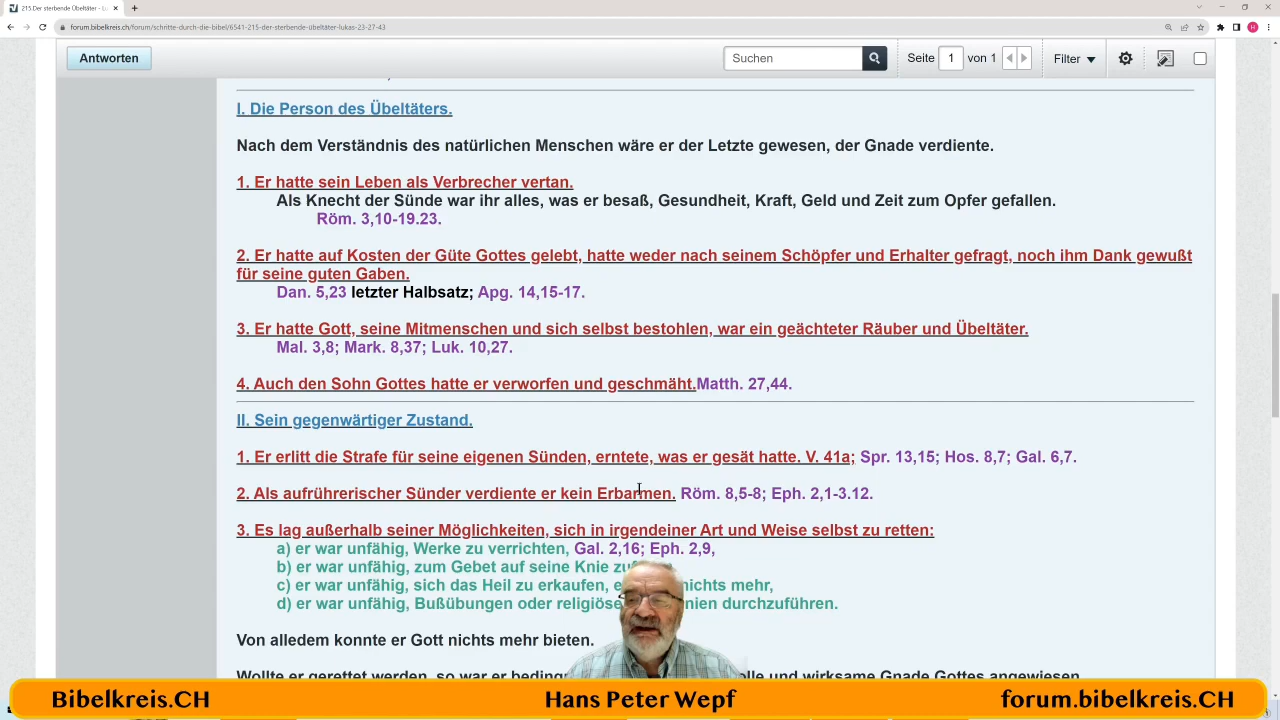 215.Der sterbende Übeltäter - Lu
forum.bibelkreis.ch/forum/schritte-durch-die-bibel/6541-215-der-sterbende-übeltäter-lukas-23-27-43
Antworten
Suchen
Seite 1 von 1
Filter
I. Die Person des Übeltäters.
Nach dem Verständnis des natürlichen Menschen wäre er der Letzte gewesen, der Gnade verdiente.
1. Er hatte sein Leben als Verbrecher vertan.
Als Knecht der Sünde war ihr alles, was er besaß, Gesundheit, Kraft, Geld und Zeit zum Opfer gefallen.
Röm. 3,10-19.23.
2. Er hatte auf Kosten der Güte Gottes gelebt, hatte weder nach seinem Schöpfer und Erhalter gefragt, noch ihm Dank gewußt
für seine guten Gaben.
Dan. 5,23 letzter Halbsatz; Apg. 14,15-17.
3. Er hatte Gott, seine Mitmenschen und sich selbst bestohlen, war ein geächteter Räuber und Übeltäter.
Mal. 3,8; Mark. 8,37; Luk. 10,27.
4. Auch den Sohn Gottes hatte er verworfen und geschmäht.Matth. 27,44.
II. Sein gegenwärtiger Zustand.
1. Er erlitt die Strafe für seine eigenen Sünden, erntete, was er gesät hatte. V. 41a; Spr. 13,15; Hos. 8,7; Gal. 6,7.
2. Als aufrührerischer Sünder verdiente er kein Erbarmen. Röm. 8,5-8; Eph. 2,1-3.12.
3. Es lag außerhalb seiner Möglichkeiten, sich in irgendeiner Art und Weise selbst zu retten:
a) er war unfähig, Werke zu verrichten, Gal. 2,16; Eph. 2,9,
b) er war unfähig, zum Gebet auf seine Knie
c) er war unfähig, sich das Heil zu erkaufen, nichts mehr,
d) er war unfähig, Bußübungen oder religiöse durchzuführen.
Von alledem konnte er Gott nichts mehr bieten.
Wollte er gerettet werden, so war er und wirksame Gnade Gottes angewiesen
Bibelkreis.CH
Hans Peter Wepf
forum.bibelkreis.CH